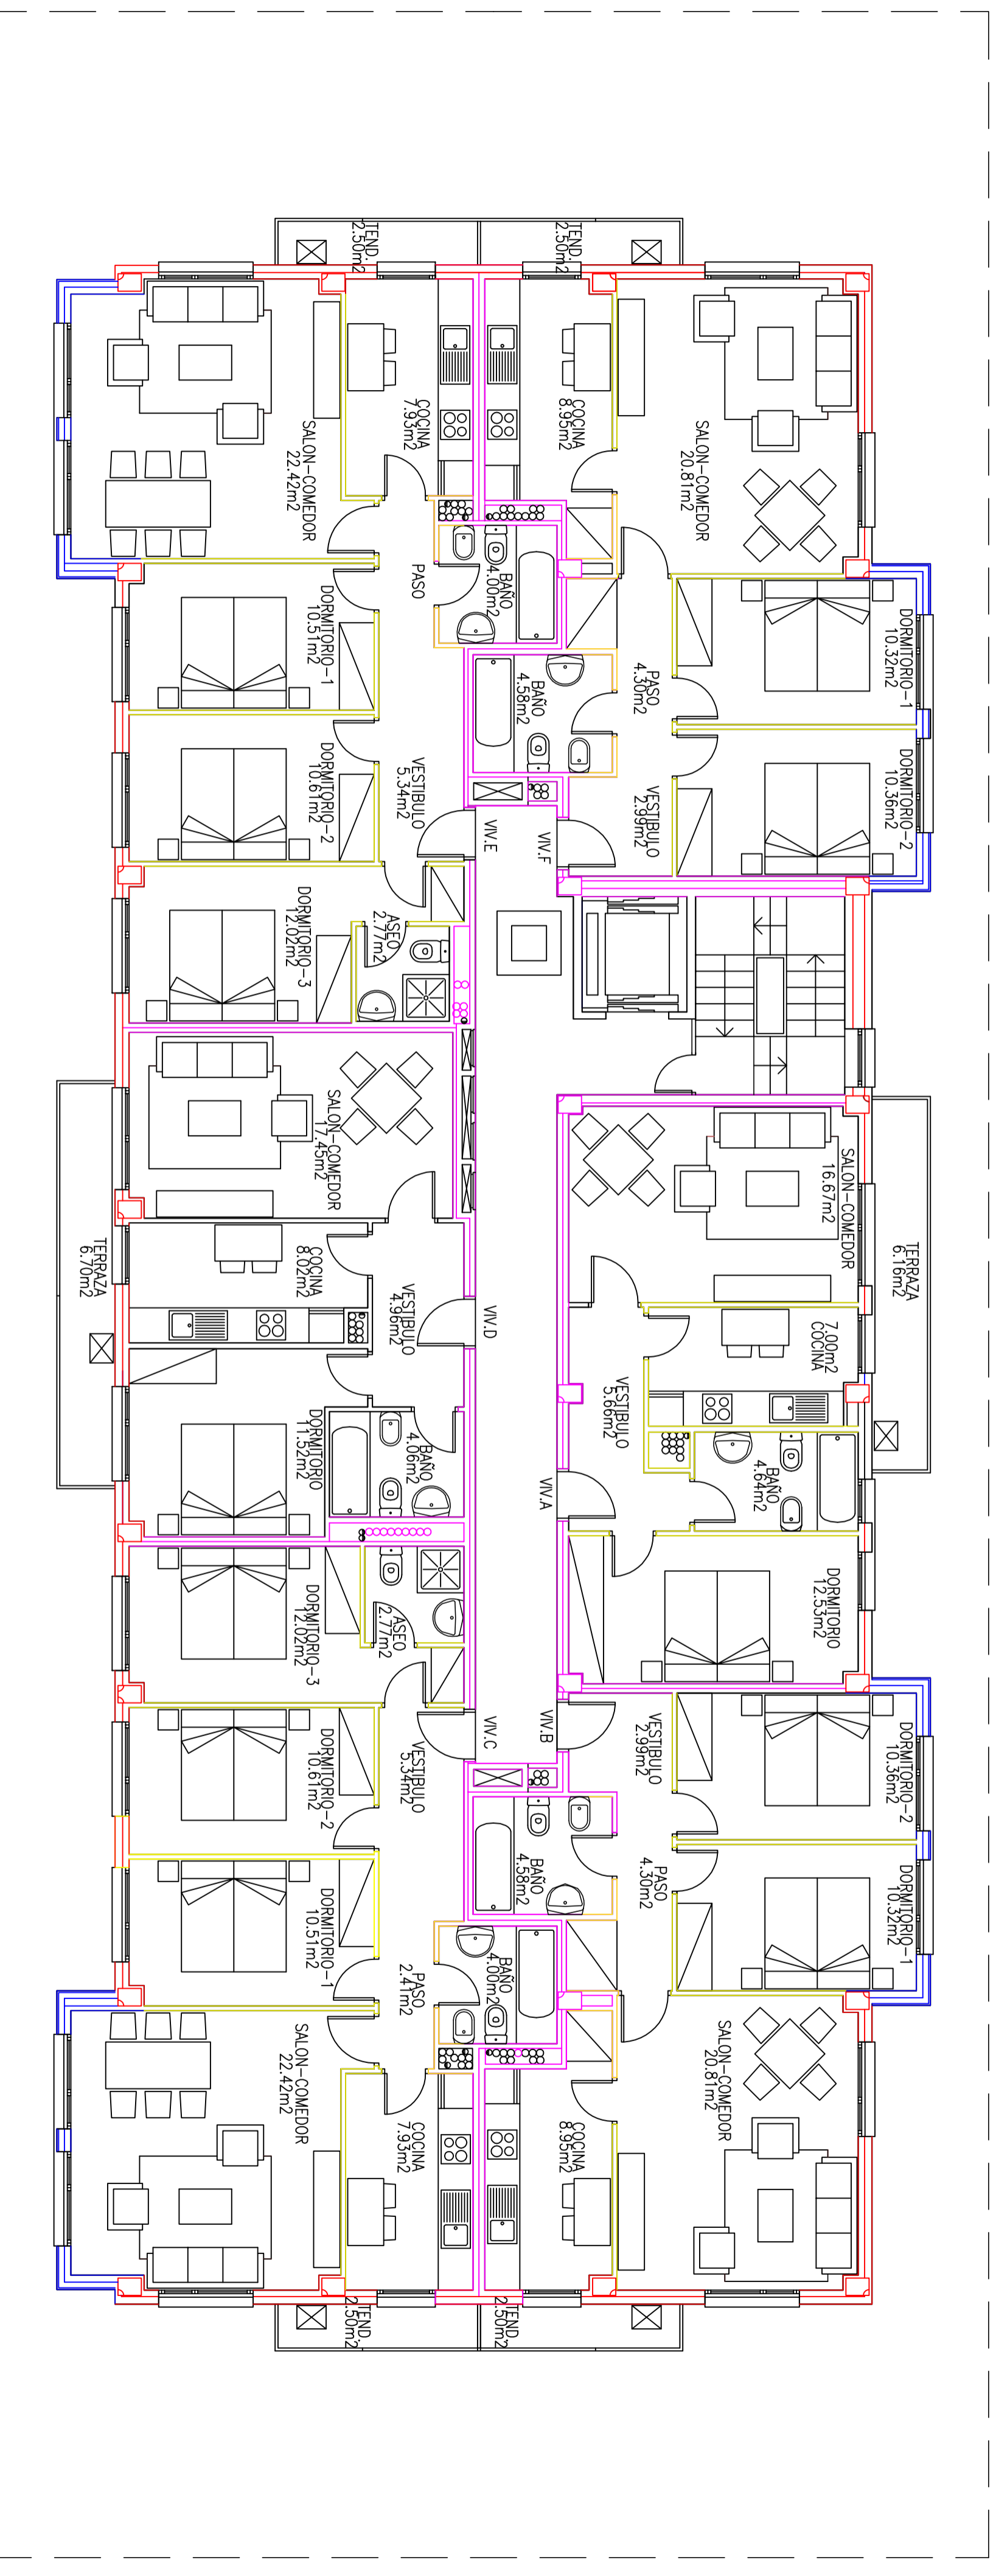 TEND.
2.50m2
TEND.
2.50m2
SALON-COMEDOR
22.42m2
COCINA
7.93m2
COCINA
8.95m2
SALON-COMEDOR
20.81m2
PASO
BAÑO
4.00m2
DORMITORIO-1
10.51m2
BAÑO
4.58m2
PASO
4.30m2
DORMITORIO-1
10.32m2
DORMITORIO-2
10.61m2
VESTIBULO
5.34m2
VIV.E
VIV.F
VESTIBULO
2.99m2
DORMITORIO-2
10.36m2
DORMITORIO-3
12.02m2
ASEO
2.77m2
SALON-COMEDOR
17.45m2
SALON-COMEDOR
16.67m2
TERRAZA
6.70m2
COCINA
8.02m2
VESTIBULO
4.96m2
VIV.D
7.00m2
COCINA
TERRAZA
6.16m2
VESTIBULO
5.66m2
DORMITORIO
11.52m2
BAÑO
4.06m2
VIV.A
BAÑO
4.64m2
DORMITORIO-3
12.02m2
ASEO
2.77m2
DORMITORIO
12.53m2
DORMITORIO-2
10.61m2
VESTIBULO
5.34m2
VIV.C
VIV.B
VESTIBULO
2.99m2
DORMITORIO-2
10.36m2
DORMITORIO-1
10.51m2
PASO
2.41m2
BAÑO
4.00m2
BAÑO
4.58m2
PASO
4.30m2
DORMITORIO-1
10.32m2
SALON-COMEDOR
22.42m2
COCINA
7.93m2
COCINA
8.95m2
SALON-COMEDOR
20.81m2
TEND.
2.50m2
TEND.
2.50m2